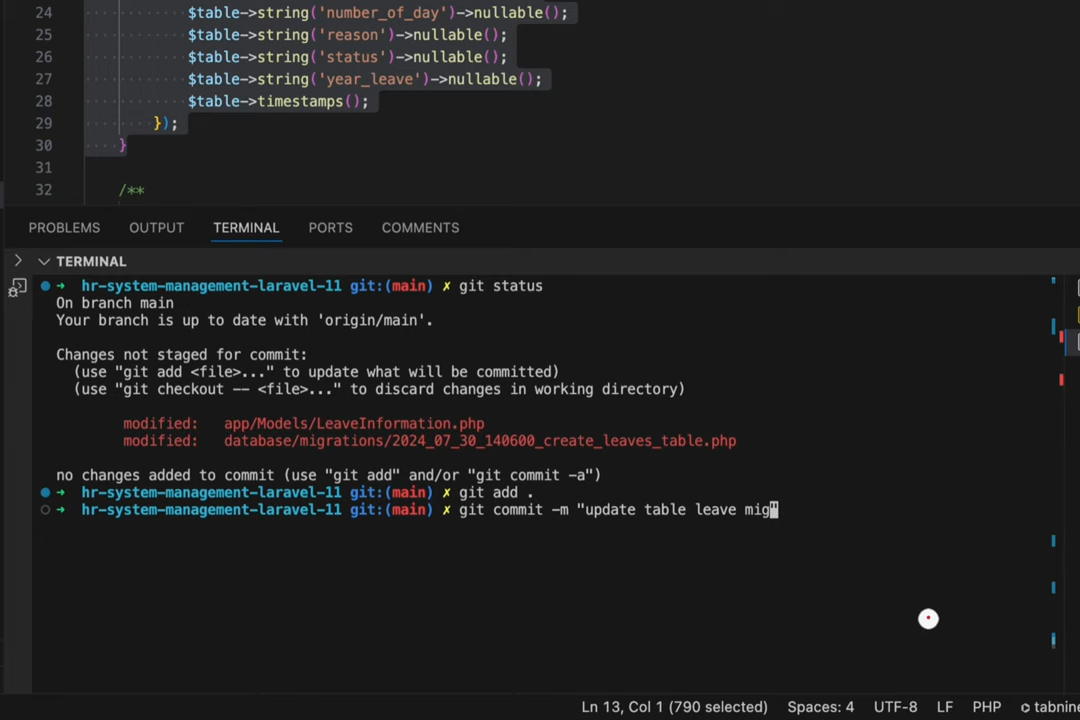 24 $table->string('number_of_day')->nullable();
25 $table->string('reason')->nullable();
26 $table->string('status')->nullable();
27 $table->string('year_leave')->nullable();
28 $table->timestamps();
29 });
30 }
31
32 /**
PROBLEMS OUTPUT TERMINAL PORTS COMMENTS
TERMINAL
➜ hr-system-management-laravel-11 git:(main) ✗ git status
On branch main
Your branch is up to date with 'origin/main'.
Changes not staged for commit:
(use "git add <file>..." to update what will be committed)
(use "git checkout -- <file>..." to discard changes in working directory)
modified: app/Models/LeaveInformation.php
modified: database/migrations/2024_07_30_140600_create_leaves_table.php
no changes added to commit (use "git add" and/or "git commit -a")
➜ hr-system-management-laravel-11 git:(main) ✗ git add .
➜ hr-system-management-laravel-11 git:(main) ✗ git commit -m "update table leave mig"
Ln 13, Col 1 (790 selected) Spaces: 4 UTF-8 LF PHP tabnine